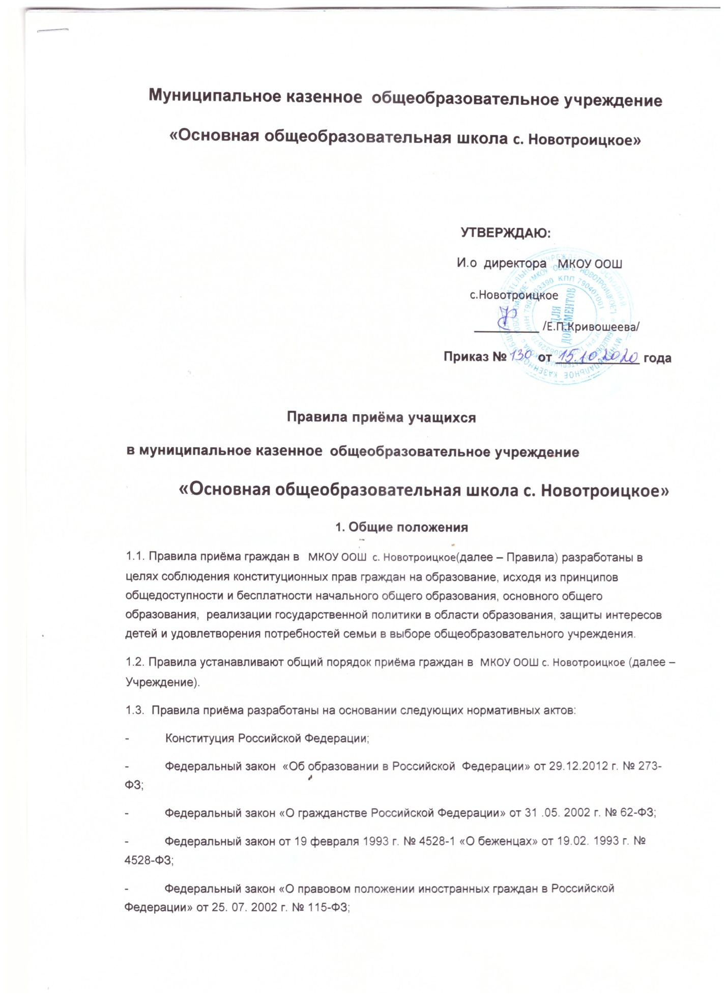 Муниципальное казенное общеобразовательное учреждение
«Основная общеобразовательная школа с. Новотроицкое»
УТВЕРЖДАЮ:
И.о директора МКОУ ООШ
с.Новотроицкое
/Е.П.Кривошеева/
Приказ № 130 от 15.10.2020 года
ДЛЯ
ДОКУМЕНТОВ
КПП 790401001
Правила приёма учащихся
в муниципальное казенное общеобразовательное учреждение
«Основная общеобразовательная школа с. Новотроицкое»
1. Общие положения
1.1. Правила приёма граждан в МКОУ ООШ с. Новотроицкое(далее – Правила) разработаны в
целях соблюдения конституционных прав граждан на образование, исходя из принципов
общедоступности и бесплатности начального общего образования, основного общего
образования, реализации государственной политики в области образования, защиты интересов
детей и удовлетворения потребностей семьи в выборе общеобразовательного учреждения.
1.2. Правила устанавливают общий порядок приёма граждан в МКОУ ООШ с. Новотроицкое (далее –
Учреждение).
1.3. Правила приёма разработаны на основании следующих нормативных актов:
- Конституция Российской Федерации;
- Федеральный закон «Об образовании в Российской Федерации» от 29.12.2012 г. № 273-
ФЗ;
- Федеральный закон «О гражданстве Российской Федерации» от 31 .05. 2002 г. № 62-ФЗ;
- Федеральный закон от 19 февраля 1993 г. № 4528-1 «О беженцах» от 19.02. 1993 г. №
4528-ФЗ;
- Федеральный закон «О правовом положении иностранных граждан в Российской
Федерации» от 25. 07. 2002 г. № 115-ФЗ;